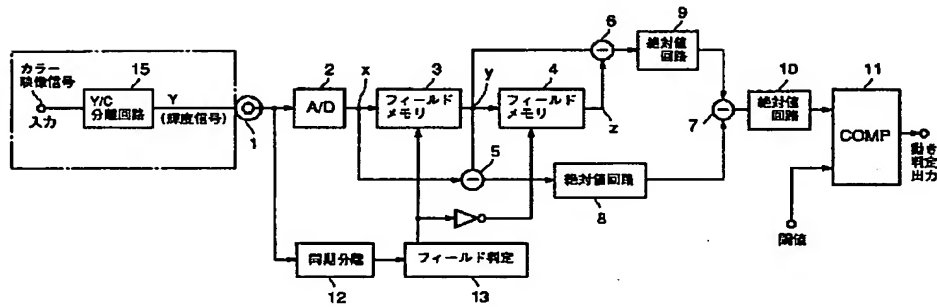 カラー
映像信号
入力
15
Y/C
分離回路
Y
(輝度信号)
1
2
A/D
x
3
フィールド
メモリ
y
4
フィールド
メモリ
z
5
6
9
絶対値
回路
7
絶対値回路
8
10
絶対値
回路
11
COMP
動き
判定
出力
閾値
同期分離
12
フィールド判定
13